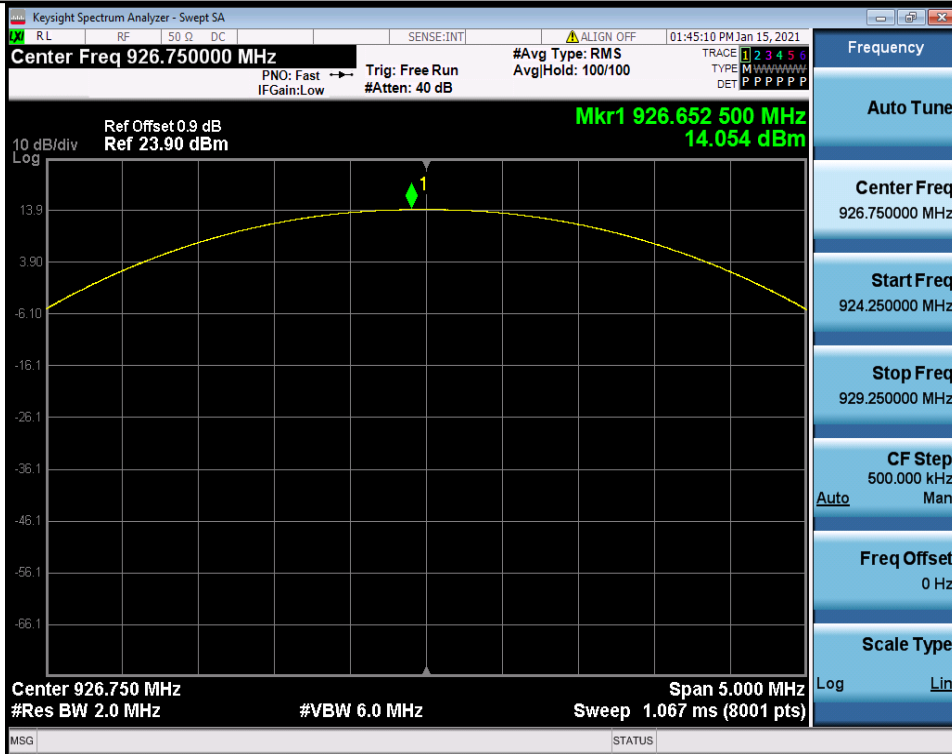 Keysight Spectrum Analyzer - Swept SA
LXI RL RF 50 Ω DC SENSE:INT ALIGN OFF 01:45:10 PM Jan 15, 2021
Center Freq 926.750000 MHz
PNO: Fast
IFGain:Low
Trig: Free Run
#Atten: 40 dB
#Avg Type: RMS
Avg|Hold: 100/100
TRACE 1 2 3 4 5 6
TYPE M W W W W W
DET P P P P P P
Ref Offset 0.9 dB
10 dB/div Ref 23.90 dBm
Log
Mkr1 926.652 500 MHz
14.054 dBm
1
13.9
3.90
-6.10
-16.1
-26.1
-36.1
-46.1
-56.1
-66.1
Center 926.750 MHz Span 5.000 MHz
#Res BW 2.0 MHz #VBW 6.0 MHz Sweep 1.067 ms (8001 pts)
MSG STATUS
Frequency
Auto Tune
Center Freq
926.750000 MHz
Start Freq
924.250000 MHz
Stop Freq
929.250000 MHz
CF Step
500.000 kHz
Auto Man
Freq Offset
0 Hz
Scale Type
Log Lin